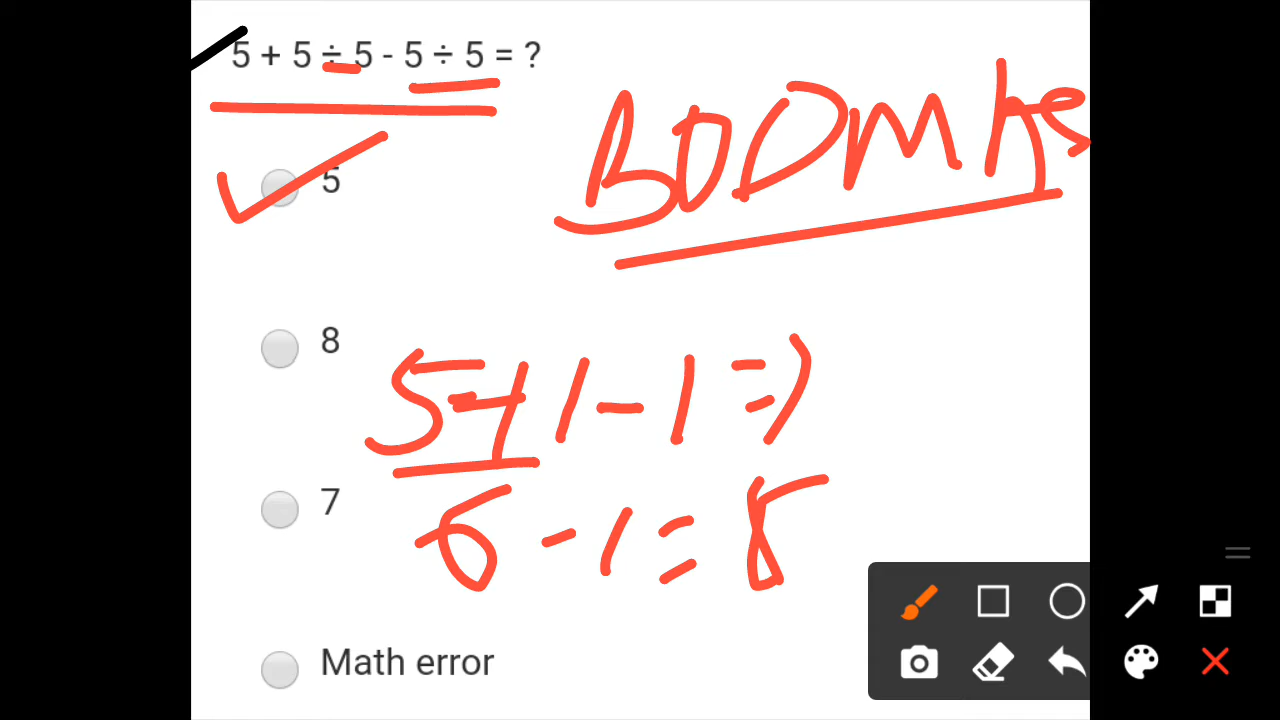 5 + 5 ÷ 5 - 5 ÷ 5 = ?
BODMAS
5
8
5+1-1=)
7
6-1=5
Math error